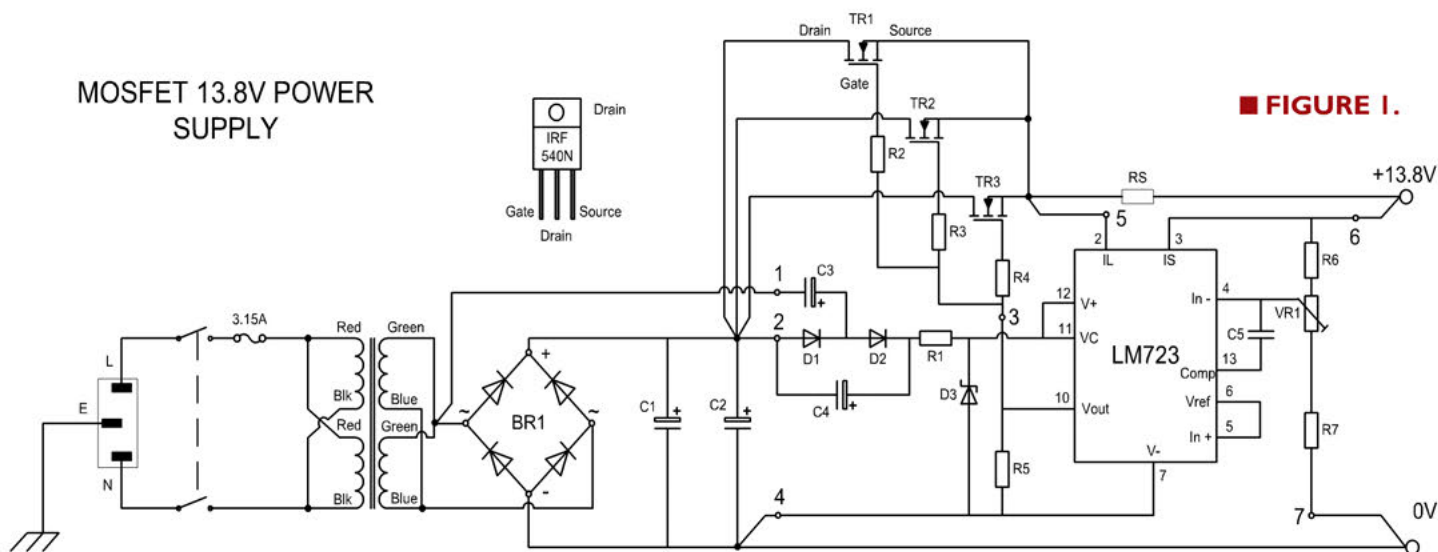 MOSFET 13.8V POWER
SUPPLY
Drain
IRF
540N
Gate
Source
Drain
TR1
Drain
Source
Gate
TR2
R2
TR3
R3
R4
■ FIGURE 1.
RS
+13.8V
5
6
2
3
IL
IS
R6
1
C3
+
12
V+
In -
4
VR1
3
2
D1
D2
R1
11
VC
LM723
C5
13
Comp
3.15A
Red
Green
L
E
N
Blk
Blue
Red
Green
Blk
Blue
+
~
BR1
~
-
C1
+
C2
+
C4
+
D3
10
Vout
Vref
6
In +
5
R5
V-
7
R7
4
7
0V